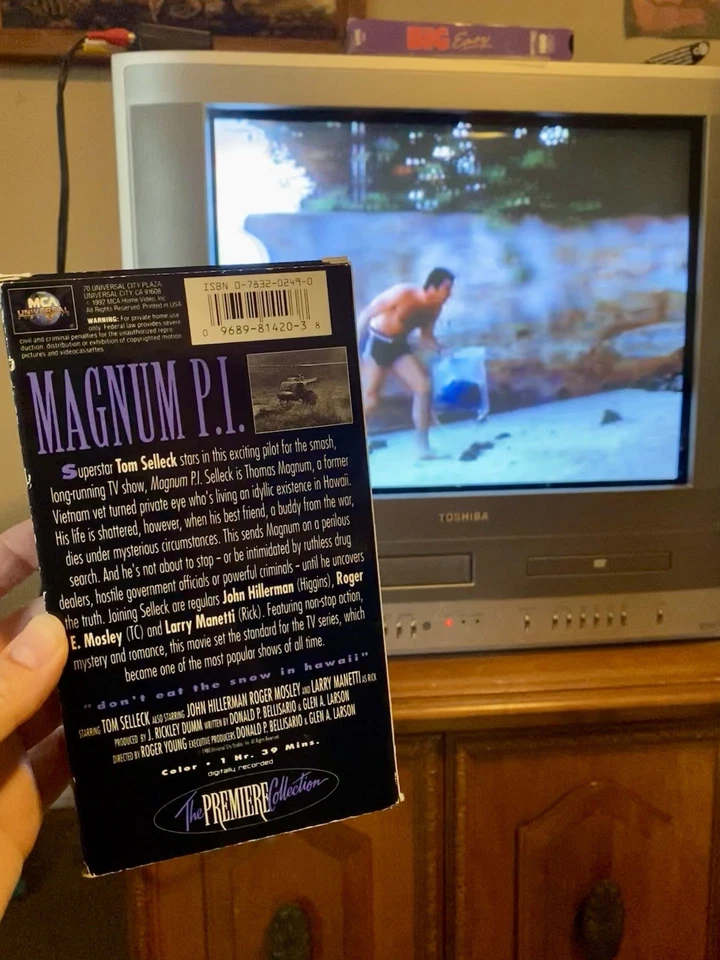 BIG Easy
MCA
UNIVERSAL
70 UNIVERSAL CITY PLAZA
UNIVERSAL CITY, CA 91608
© 1992 MCA Home Video, Inc.
All Rights Reserved. Printed in USA
WARNING: For private home use
only. Federal law provides severe
civil and criminal penalties for the unauthorized repro-
duction, distribution or exhibition of copyrighted motion
pictures and videocassettes.
ISBN 0-7832-0249-0
0 9689-81420-3 8
MAGNUM P.I.
Superstar Tom Selleck stars in this exciting pilot for the smash,
long-running TV show, Magnum P.I. Selleck is Thomas Magnum, a former
Vietnam vet turned private eye who's living an idyllic existence in Hawaii.
His life is shattered, however, when his best friend, a buddy from the war,
dies under mysterious circumstances. This sends Magnum on a perilous
search. And he's not about to stop – or be intimidated by ruthless drug
dealers, hostile government officials or powerful criminals – until he uncovers
the truth. Joining Selleck are regulars John Hillerman (Higgins), Roger
E. Mosley (TC) and Larry Manetti (Rick). Featuring non-stop action,
mystery and romance, this movie set the standard for the TV series, which
became one of the most popular shows of all time.
"don't eat the snow in hawaii"
STARRING TOM SELLECK ALSO STARRING JOHN HILLERMAN ROGER MOSLEY AND LARRY MANETTI AS RICK
PRODUCED BY J. RICKLEY DUMM WRITTEN BY DONALD P. BELLISARIO & GLEN A. LARSON
DIRECTED BY ROGER YOUNG EXECUTIVE PRODUCERS DONALD P. BELLISARIO & GLEN A. LARSON
Color • 1 Hr. 39 Mins.
digitally recorded
The PREMIERE Collection
TOSHIBA